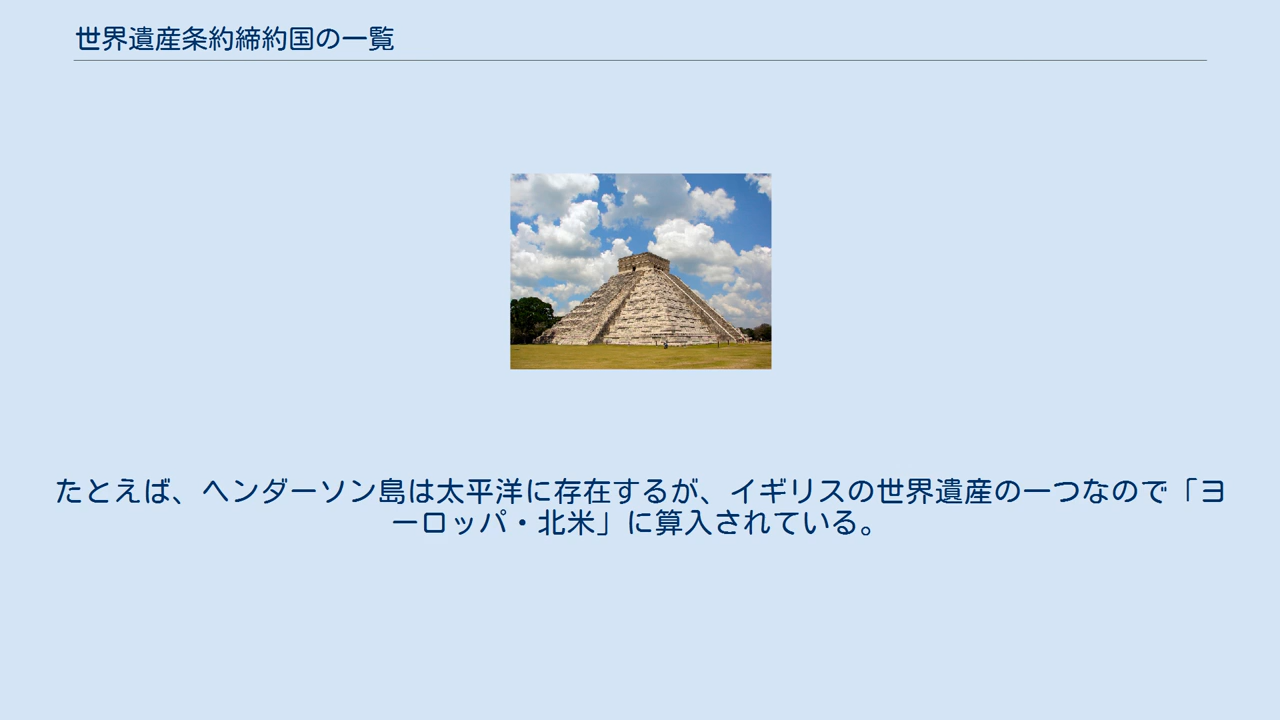 世界遺産条約締約国の一覧
たとえば、ヘンダーソン島は太平洋に存在するが、イギリスの世界遺産の一つなので「ヨ
ーロッパ・北米」に算入されている。